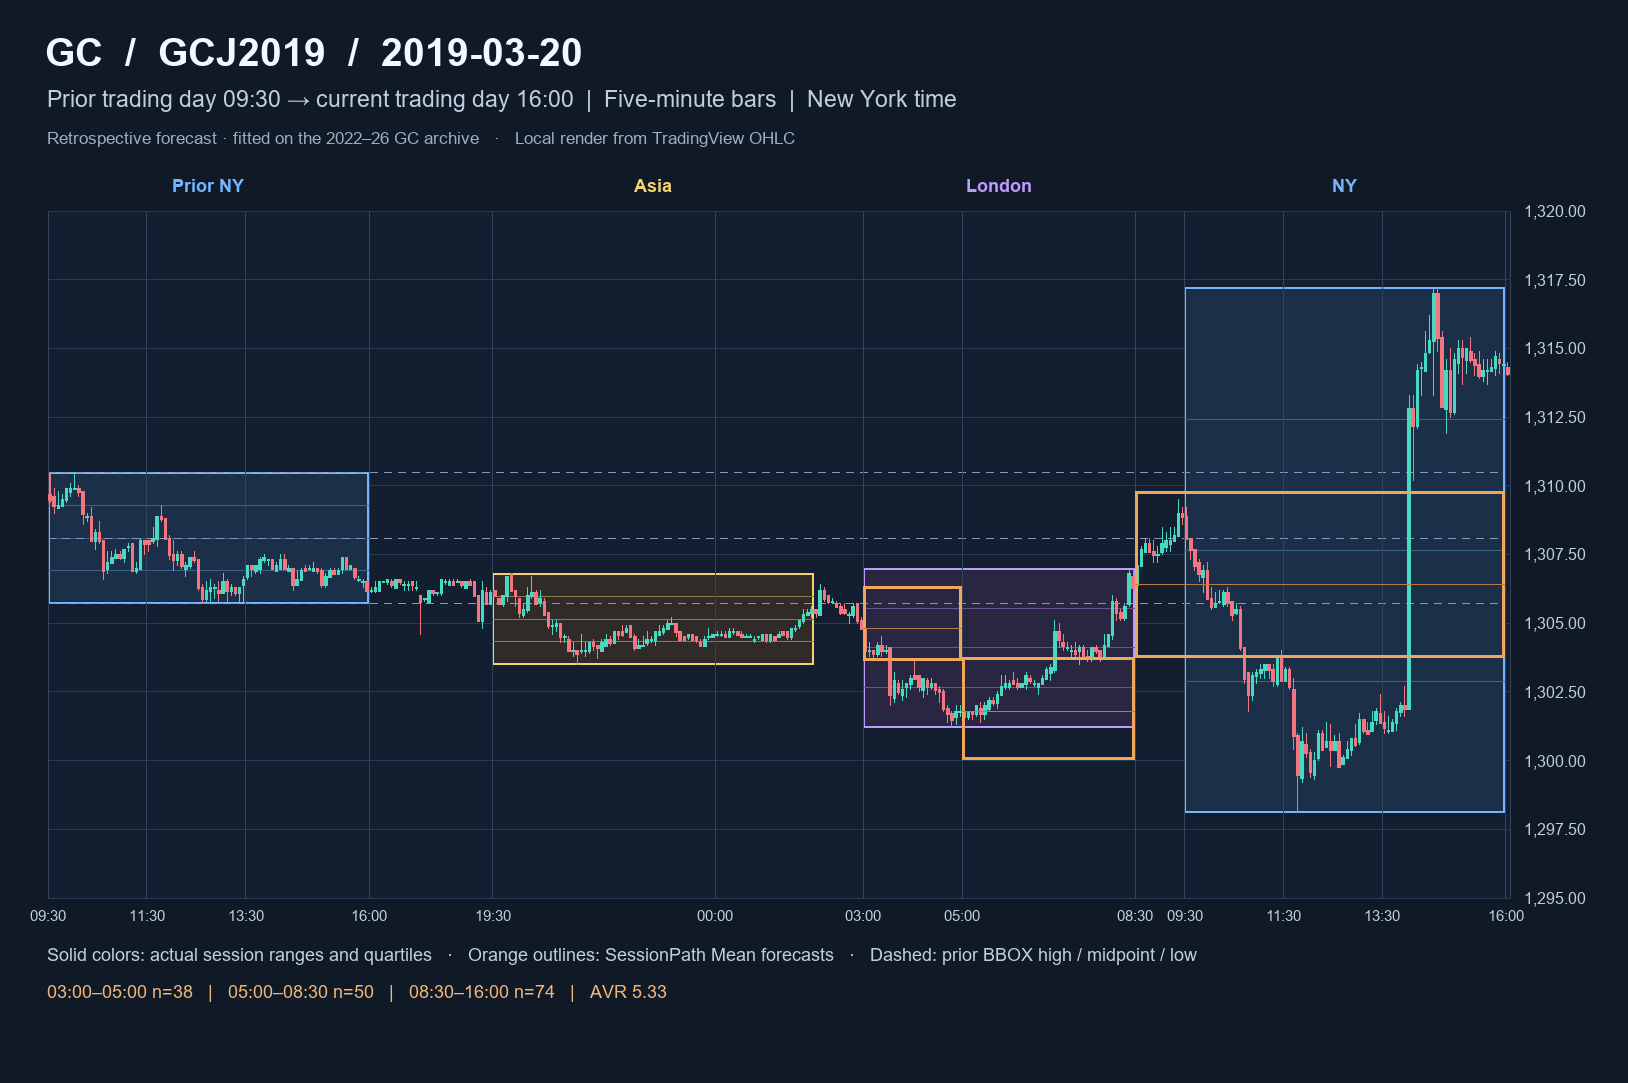 GC / GCJ2019 / 2019-03-20
Prior trading day 09:30 → current trading day 16:00 | Five-minute bars | New York time
Retrospective forecast · fitted on the 2022–26 GC archive · Local render from TradingView OHLC
Prior NY Asia London NY
1,320.00
1,317.50
1,315.00
1,312.50
1,310.00
1,307.50
1,305.00
1,302.50
1,300.00
1,297.50
1,295.00
09:30 11:30 13:30 16:00 19:30 00:00 03:00 05:00 08:30 09:30 11:30 13:30 16:00
Solid colors: actual session ranges and quartiles · Orange outlines: SessionPath Mean forecasts · Dashed: prior BBOX high / midpoint / low
03:00–05:00 n=38 | 05:00–08:30 n=50 | 08:30–16:00 n=74 | AVR 5.33